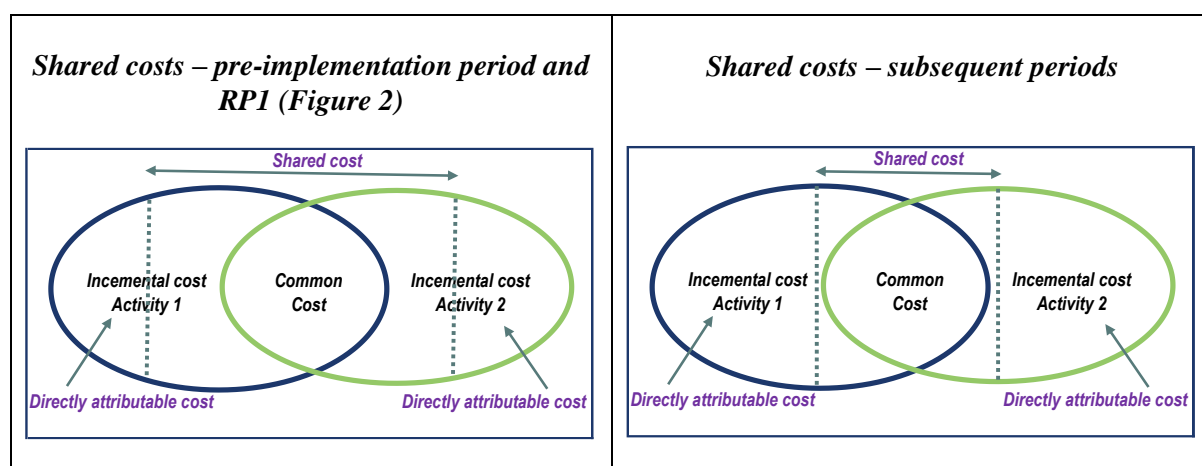 Shared costs – pre-implementation period and
RP1 (Figure 2)
Shared cost
Incemental cost
Activity 1
Common
Cost
Incremental cost
Activity 2
Directly attributable cost
Directly attributable cost
Shared costs – subsequent periods
Shared cost
Incemental cost
Activity 1
Common
Cost
Incremental cost
Activity 2
Directly attributable cost
Directly attributable cost